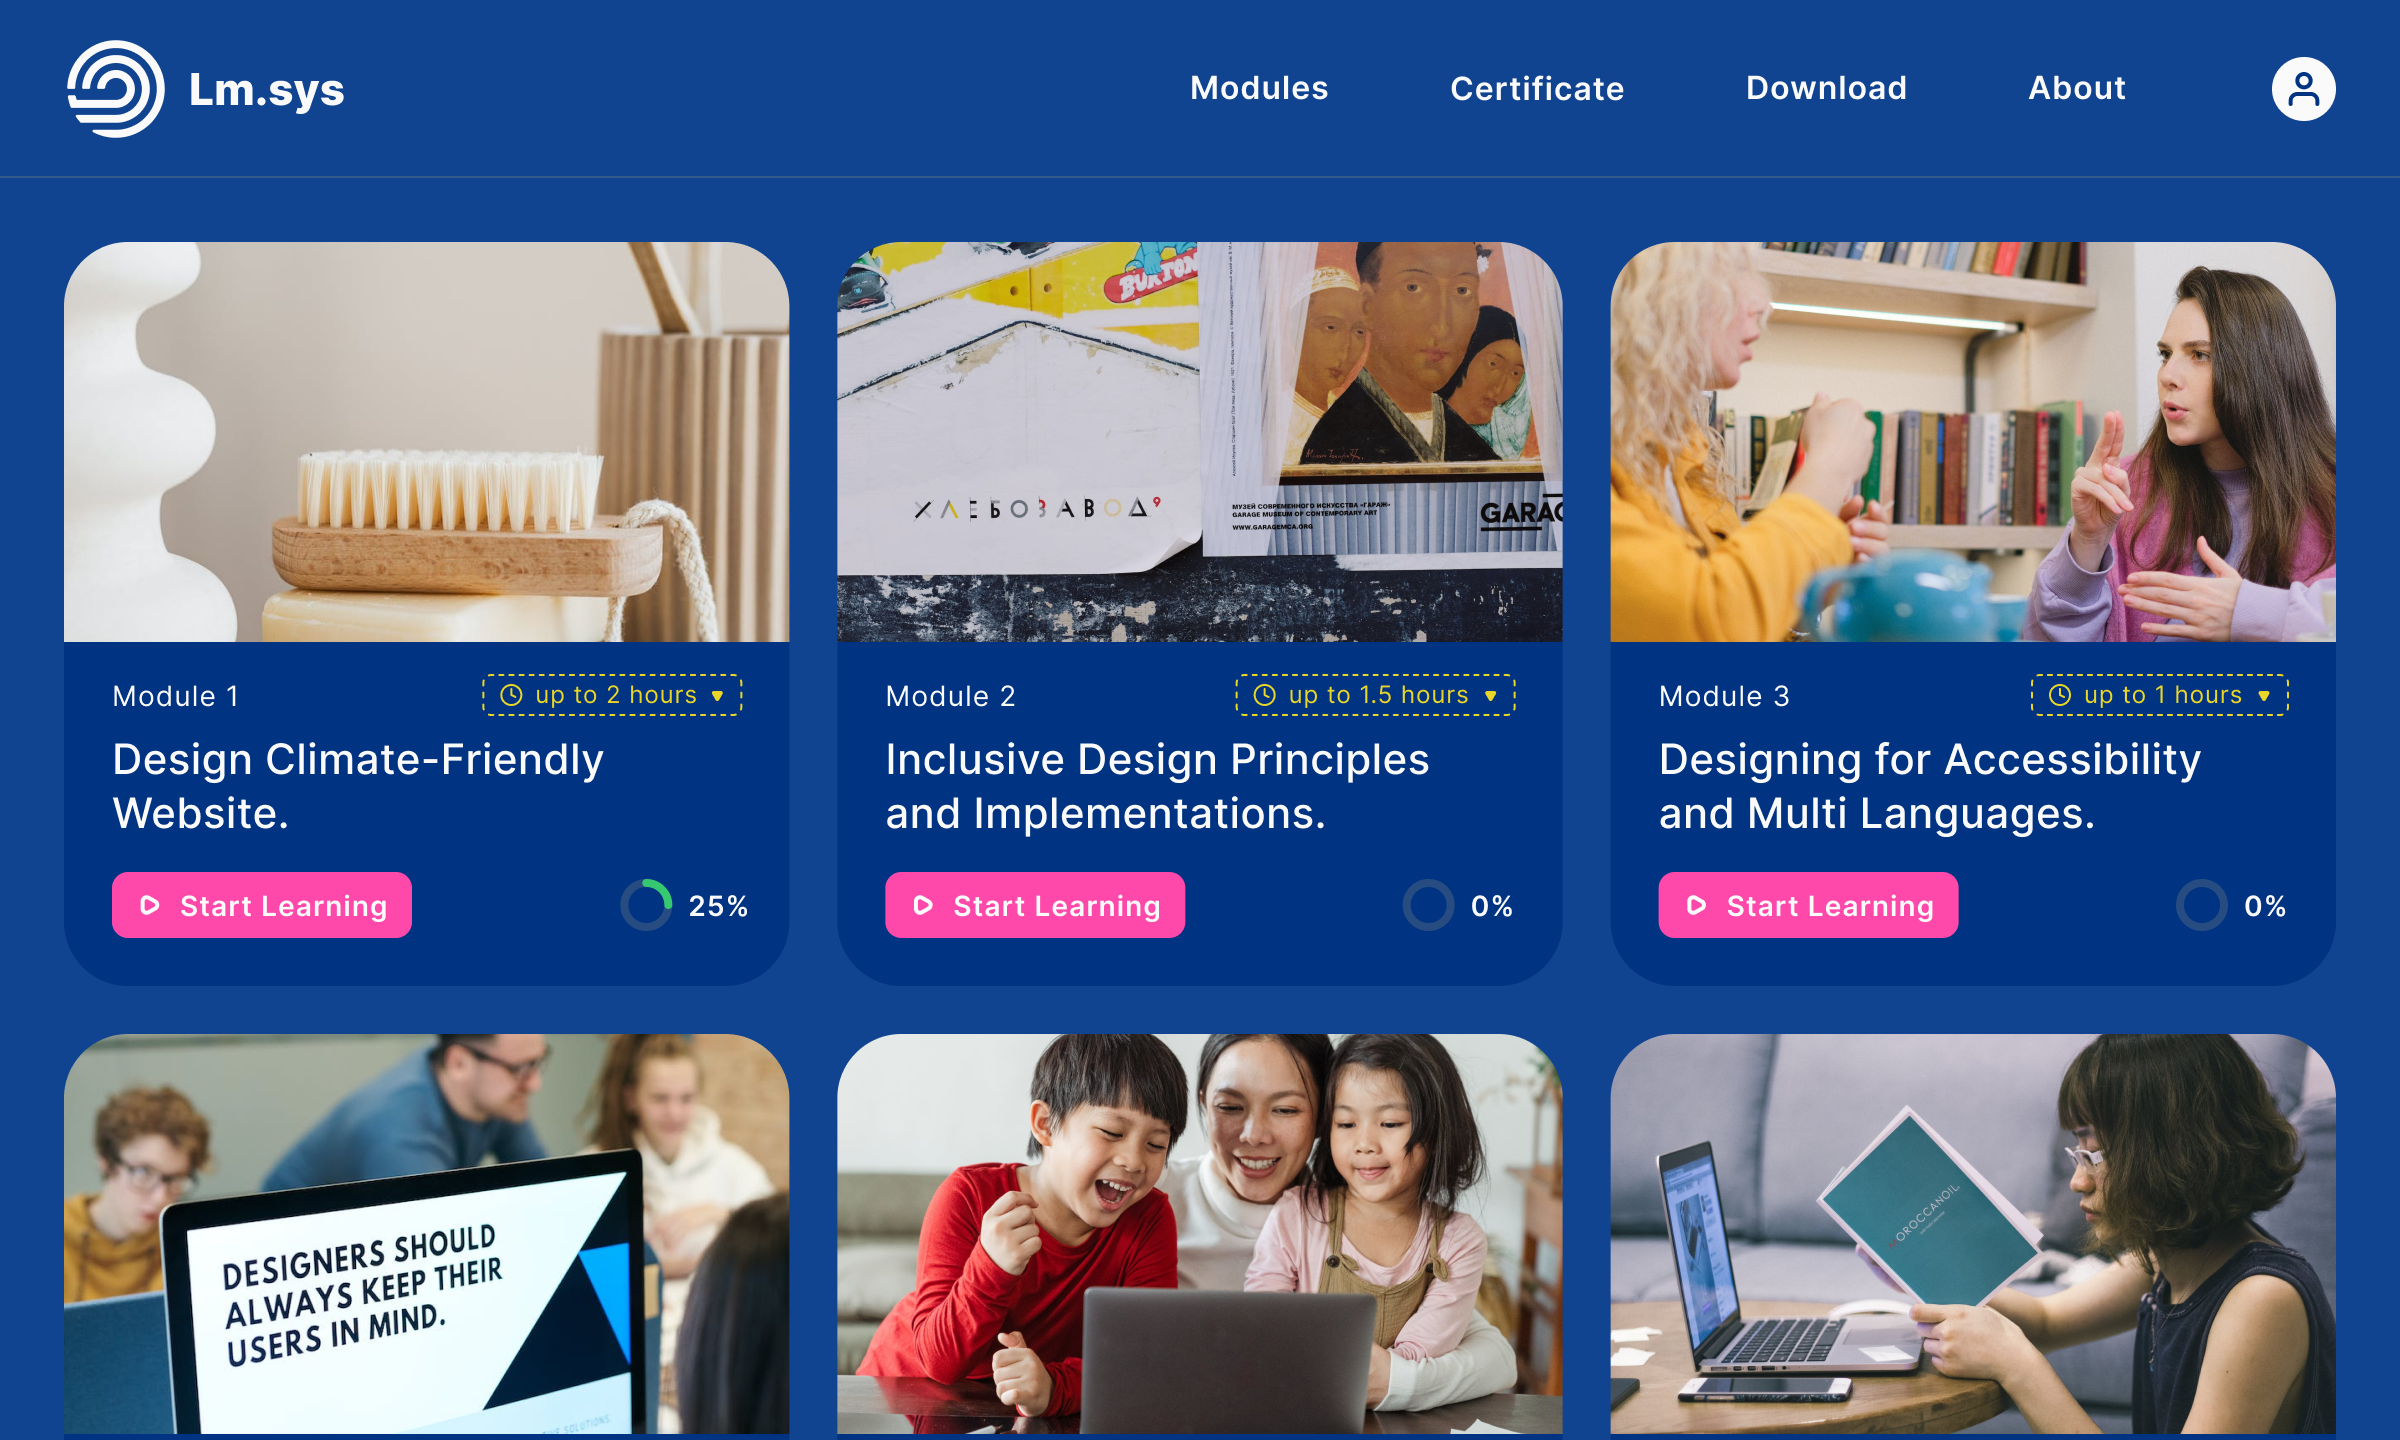 Lm.sys
Modules
Certificate
Download
About
BURTON
ХЛЕБОЗАВОД9
МУЗЕЙ СОВРЕМЕННОГО ИСКУССТВА «ГАРАЖ»
GARAGE MUSEUM OF CONTEMPORARY ART
WWW.GARAGEMCA.ORG
GARAG
Module 1
up to 2 hours
Design Climate-Friendly
Website.
Start Learning
25%
Module 2
up to 1.5 hours
Inclusive Design Principles
and Implementations.
Start Learning
0%
Module 3
up to 1 hours
Designing for Accessibility
and Multi Languages.
Start Learning
0%
DESIGNERS SHOULD
ALWAYS KEEP THEIR
USERS IN MIND.
SOLUTIONS.
MOROCCANOIL